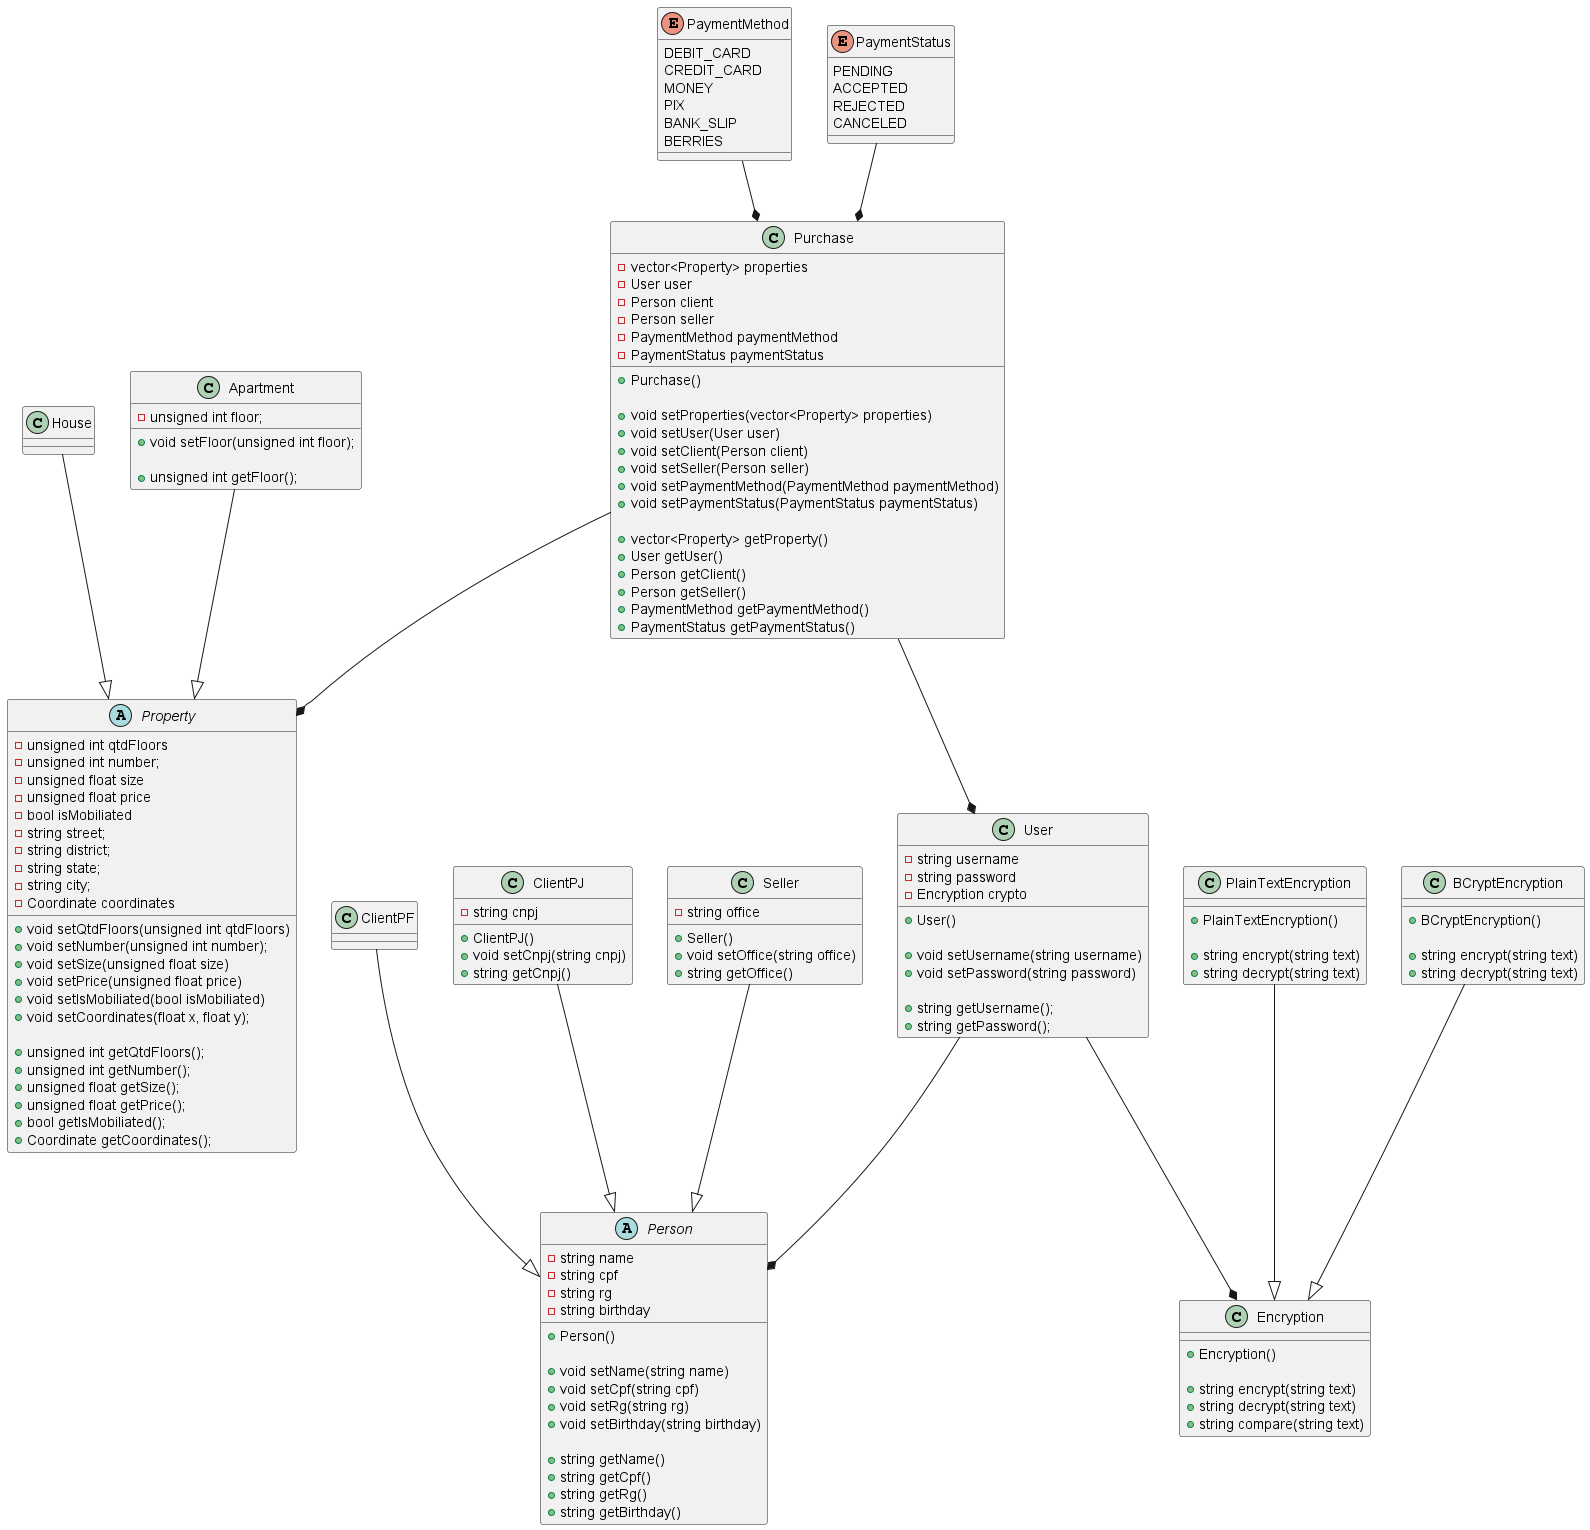 E PaymentMethod
DEBIT_CARD
CREDIT_CARD
MONEY
PIX
BANK_SLIP
BERRIES
E PaymentStatus
PENDING
ACCEPTED
REJECTED
CANCELED
C Purchase
vector<Property> properties
User user
Person client
Person seller
PaymentMethod paymentMethod
PaymentStatus paymentStatus
Purchase()
void setProperties(vector<Property> properties)
void setUser(User user)
void setClient(Person client)
void setSeller(Person seller)
void setPaymentMethod(PaymentMethod paymentMethod)
void setPaymentStatus(PaymentStatus paymentStatus)
vector<Property> getProperty()
User getUser()
Person getClient()
Person getSeller()
PaymentMethod getPaymentMethod()
PaymentStatus getPaymentStatus()
C House
C Apartment
unsigned int floor;
void setFloor(unsigned int floor);
unsigned int getFloor();
A Property
unsigned int qtdFloors
unsigned int number;
unsigned float size
unsigned float price
bool isMobiliated
string street;
string district;
string state;
string city;
Coordinate coordinates
void setQtdFloors(unsigned int qtdFloors)
void setNumber(unsigned int number);
void setSize(unsigned float size)
void setPrice(unsigned float price)
void setIsMobiliated(bool isMobiliated)
void setCoordinates(float x, float y);
unsigned int getQtdFloors();
unsigned int getNumber();
unsigned float getSize();
unsigned float getPrice();
bool getIsMobiliated();
Coordinate getCoordinates();
C ClientPF
C ClientPJ
string cnpj
ClientPJ()
void setCnpj(string cnpj)
string getCnpj()
C Seller
string office
Seller()
void setOffice(string office)
string getOffice()
C User
string username
string password
Encryption crypto
User()
void setUsername(string username)
void setPassword(string password)
string getUsername();
string getPassword();
C PlainTextEncryption
PlainTextEncryption()
string encrypt(string text)
string decrypt(string text)
C BCryptEncryption
BCryptEncryption()
string encrypt(string text)
string decrypt(string text)
A Person
string name
string cpf
string rg
string birthday
Person()
void setName(string name)
void setCpf(string cpf)
void setRg(string rg)
void setBirthday(string birthday)
string getName()
string getCpf()
string getRg()
string getBirthday()
C Encryption
Encryption()
string encrypt(string text)
string decrypt(string text)
string compare(string text)